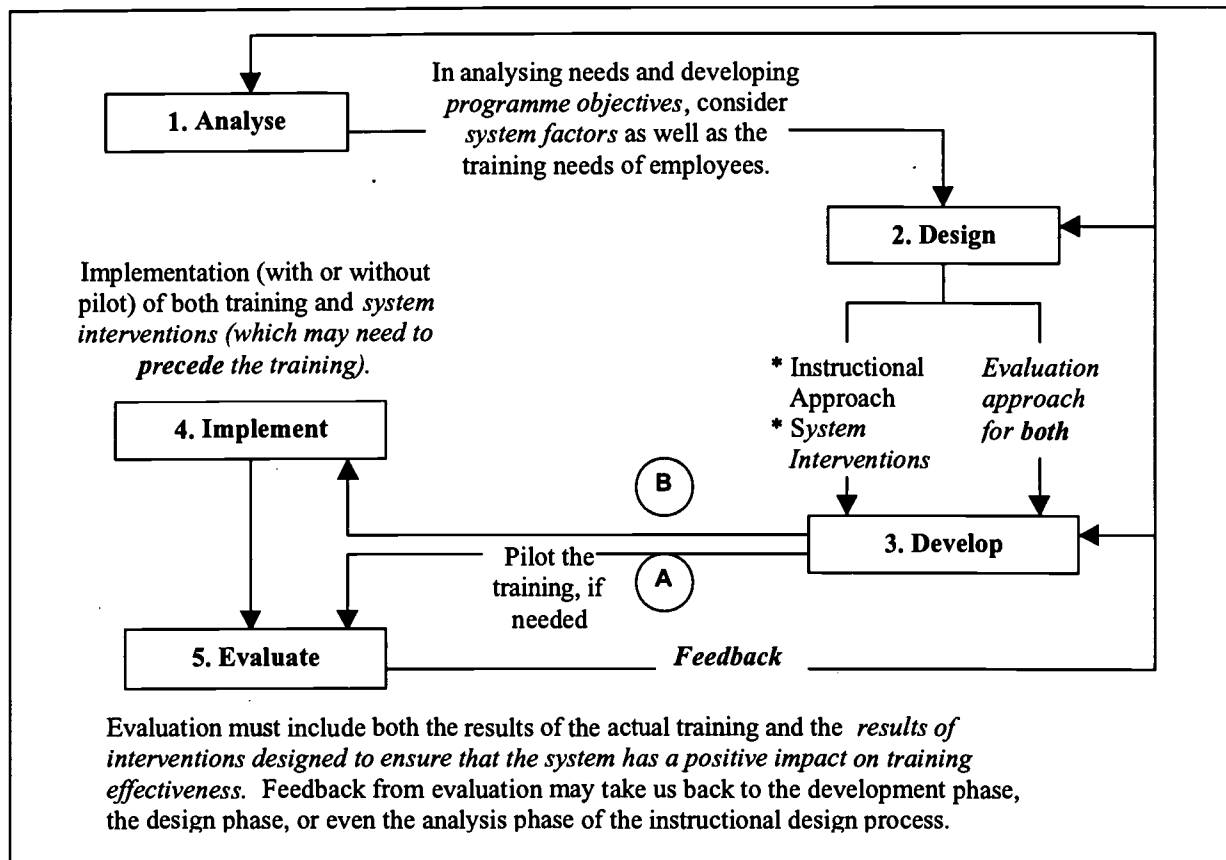 In analysing needs and developing
programme objectives, consider
system factors as well as the
training needs of employees.
1. Analyse
2. Design
Implementation (with or without
pilot) of both training and system
interventions (which may need to
precede the training).
* Instructional
Approach
* System
Interventions
Evaluation
approach
for both
4. Implement
B
3. Develop
Pilot the
training, if
needed
A
5. Evaluate
Feedback
Evaluation must include both the results of the actual training and the results of
interventions designed to ensure that the system has a positive impact on training
effectiveness. Feedback from evaluation may take us back to the development phase,
the design phase, or even the analysis phase of the instructional design process.